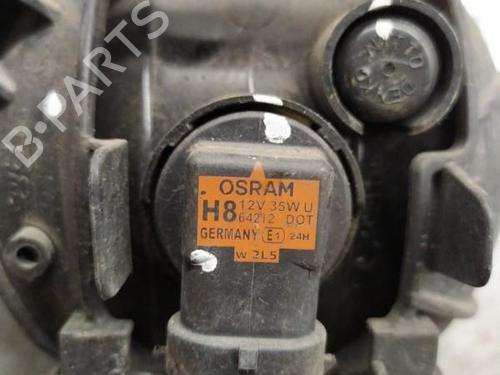 B-PARTS
OSRAM
H8 12V 35W U
64212 DOT
GERMANY E1 24H
W 2L5